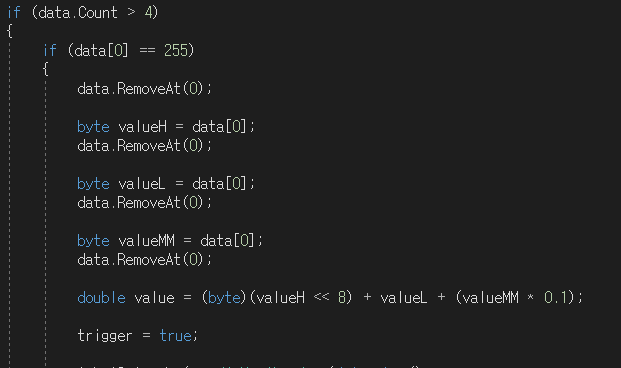 if (data.Count > 4)
{
if (data[0] == 255)
{
data.RemoveAt(0);
byte valueH = data[0];
data.RemoveAt(0);
byte valueL = data[0];
data.RemoveAt(0);
byte valueMM = data[0];
data.RemoveAt(0);
double value = (byte)(valueH << 8) + valueL + (valueMM * 0.1);
trigger = true;